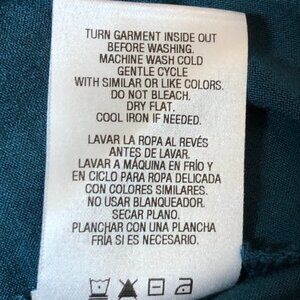 TURN GARMENT INSIDE OUT
BEFORE WASHING.
MACHINE WASH COLD
GENTLE CYCLE
WITH SIMILAR OR LIKE COLORS.
DO NOT BLEACH.
DRY FLAT.
COOL IRON IF NEEDED.
LAVAR LA ROPA AL REVÉS
ANTES DE LAVAR.
LAVAR A MÁQUINA EN FRÍO Y
EN CICLO PARA ROPA DELICADA
CON COLORES SIMILARES.
NO USAR BLANQUEADOR.
SECAR PLANO.
PLANCHAR CON UNA PLANCHA
FRÍA SI ES NECESARIO.